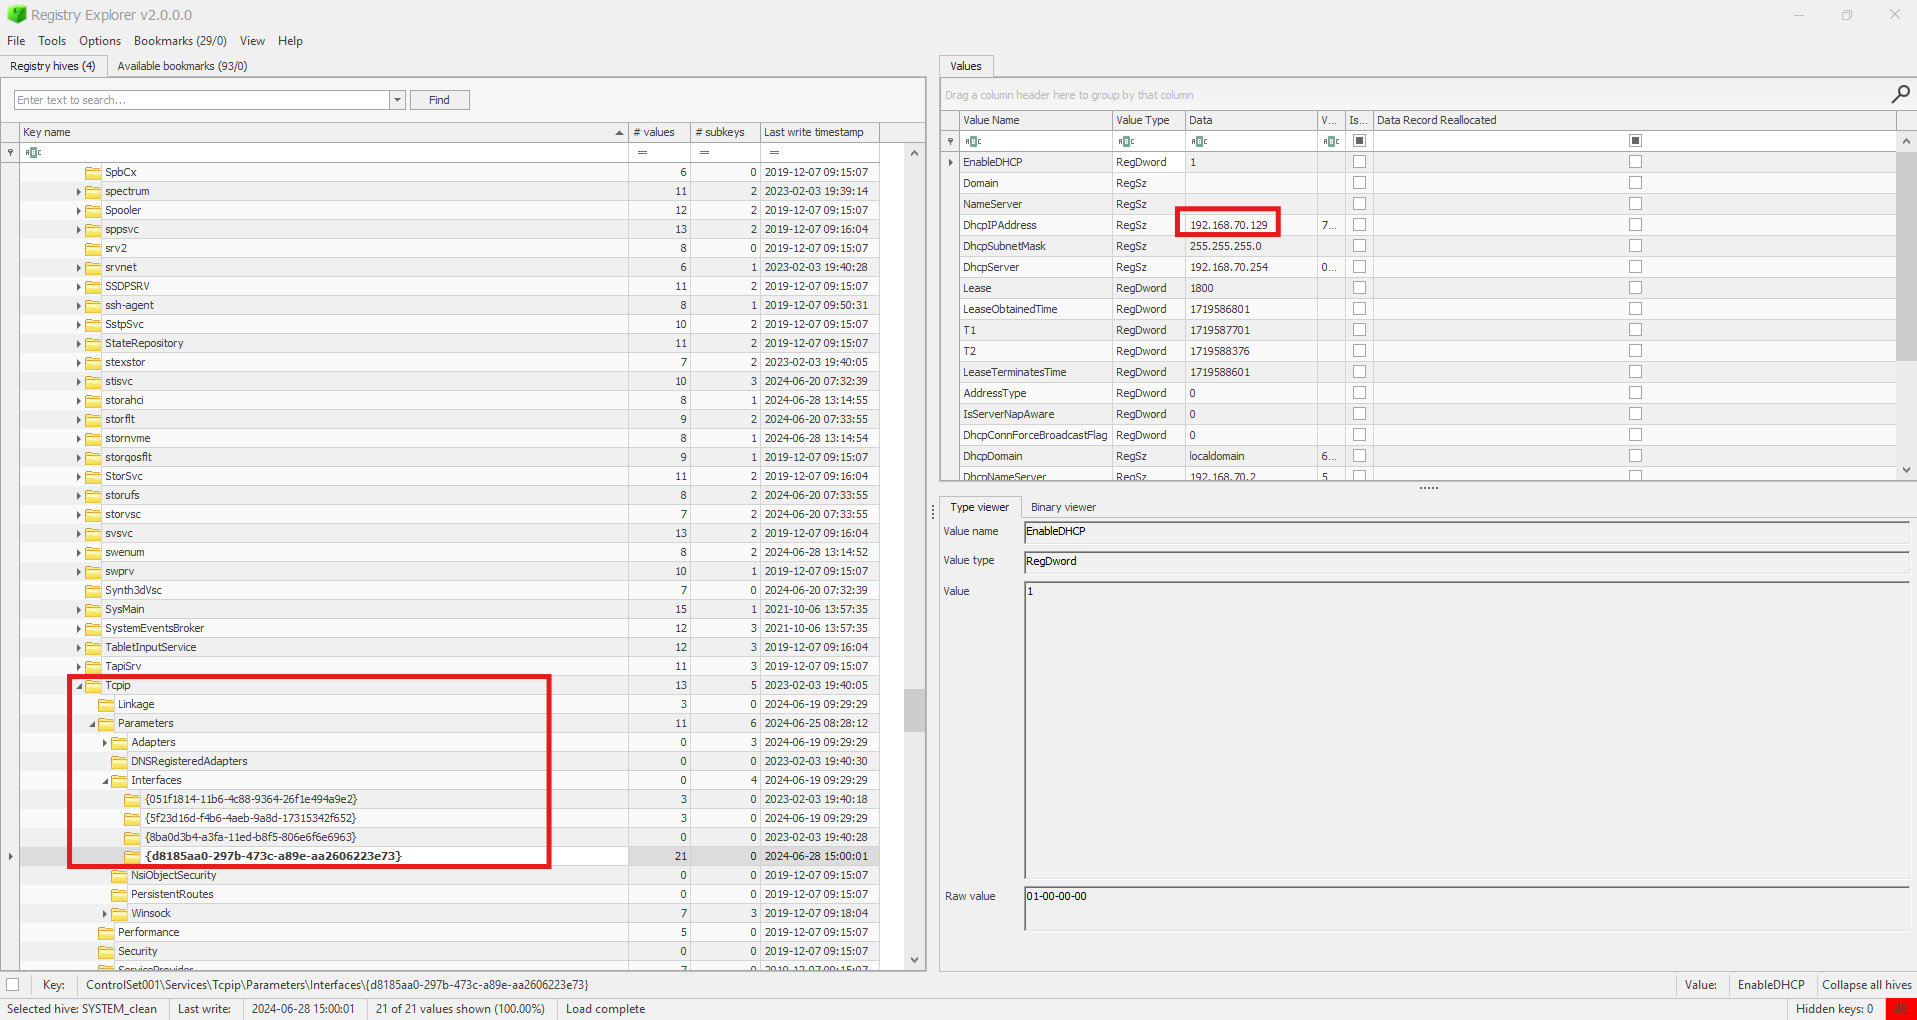 Registry Explorer v2.0.0.0
File Tools Options Bookmarks (29/0) View Help
Registry hives (4) Available bookmarks (93/0)
Enter text to search... Find
Key name # values # subkeys Last write timestamp
= = =
SpbCx 6 0 2019-12-07 09:15:07
spectrum 11 2 2023-02-03 19:39:14
Spooler 12 2 2019-12-07 09:15:07
sppsvc 13 2 2019-12-07 09:16:04
srv2 8 0 2019-12-07 09:15:07
srvnet 6 1 2023-02-03 19:40:28
SSDPSRV 11 2 2019-12-07 09:15:07
ssh-agent 8 1 2019-12-07 09:50:31
SstpSvc 10 2 2019-12-07 09:15:07
StateRepository 11 2 2019-12-07 09:15:07
stexstor 7 2 2023-02-03 19:40:05
stisvc 10 3 2024-06-20 07:32:39
storahci 8 1 2024-06-28 13:14:55
storflt 9 2 2024-06-20 07:33:55
stornvme 8 1 2024-06-28 13:14:54
storqosflt 9 1 2019-12-07 09:15:07
StorSvc 11 2 2019-12-07 09:16:04
storufs 8 2 2024-06-20 07:33:55
storvsc 7 2 2024-06-20 07:33:55
svsvc 13 2 2019-12-07 09:16:04
swenum 8 2 2024-06-28 13:14:52
swprv 10 1 2019-12-07 09:15:07
Synth3dVsc 7 0 2024-06-20 07:32:39
SysMain 15 1 2021-10-06 13:57:35
SystemEventsBroker 12 3 2021-10-06 13:57:35
TabletInputService 12 3 2019-12-07 09:16:04
TapiSrv 11 3 2019-12-07 09:15:07
Tcpip 13 5 2023-02-03 19:40:05
Linkage 3 0 2024-06-19 09:29:29
Parameters 11 6 2024-06-25 08:28:12
Adapters 0 3 2024-06-19 09:29:29
DNSRegisteredAdapters 0 0 2023-02-03 19:40:30
Interfaces 0 4 2024-06-19 09:29:29
{051f1814-11b6-4c88-9364-26f1e494a9e2} 3 0 2023-02-03 19:40:18
{5f23d16d-f4b6-4aeb-9a8d-17315342f652} 3 0 2024-06-19 09:29:29
{8ba0d3b4-a3fa-11ed-b8f5-806e6f6e6963} 0 0 2023-02-03 19:40:28
{d8185aa0-297b-473c-a89e-aa2606223e73} 21 0 2024-06-28 15:00:01
NsiObjectSecurity 0 0 2019-12-07 09:15:07
PersistentRoutes 0 0 2019-12-07 09:15:07
Winsock 7 3 2019-12-07 09:18:04
Performance 5 0 2019-12-07 09:15:07
Security 0 0 2019-12-07 09:15:07
ServiceProvider 7 0 2019-12-07 09:15:07
Values
Drag a column header here to group by that column
Value Name Value Type Data V... Is... Data Record Reallocated
EnableDHCP RegDword 1
Domain RegSz
NameServer RegSz
DhcpIPAddress RegSz 192.168.70.129 7...
DhcpSubnetMask RegSz 255.255.255.0
DhcpServer RegSz 192.168.70.254 0...
Lease RegDword 1800
LeaseObtainedTime RegDword 1719586801
T1 RegDword 1719587701
T2 RegDword 1719588376
LeaseTerminatesTime RegDword 1719588601
AddressType RegDword 0
IsServerNapAware RegDword 0
DhcpConnForceBroadcastFlag RegDword 0
DhcpDomain RegSz localdomain 6...
DhcpNameServer RegSz 192.168.70.2 5
Type viewer Binary viewer
Value name EnableDHCP
Value type RegDword
Value 1
Raw value 01-00-00-00
Key: ControlSet001\Services\Tcpip\Parameters\Interfaces\{d8185aa0-297b-473c-a89e-aa2606223e73} Value: EnableDHCP Collapse all hives
Selected hive: SYSTEM_clean Last write: 2024-06-28 15:00:01 21 of 21 values shown (100.00%) Load complete Hidden keys: 0 48